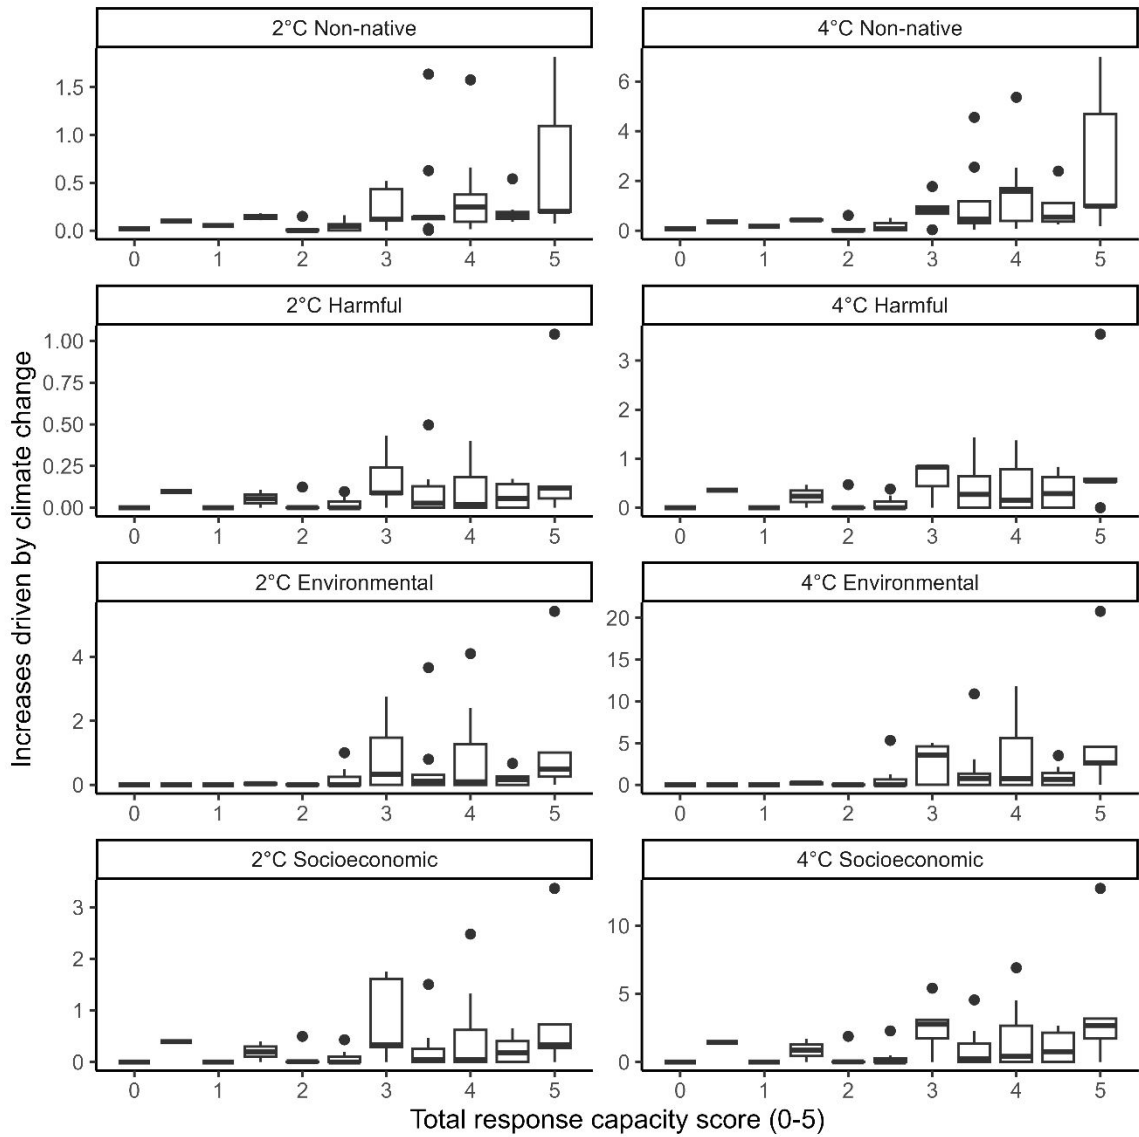 2°C Non-native
4°C Non-native
1.5
1.0
0.5
0.0
0 1 2 3 4 5
6
4
2
0
0 1 2 3 4 5
2°C Harmful
4°C Harmful
1.00
0.75
0.50
0.25
0.00
0 1 2 3 4 5
3
2
1
0
0 1 2 3 4 5
2°C Environmental
4°C Environmental
4
2
0
0 1 2 3 4 5
20
15
10
5
0
0 1 2 3 4 5
2°C Socioeconomic
4°C Socioeconomic
3
2
1
0
0 1 2 3 4 5
10
5
0
0 1 2 3 4 5
Increases driven by climate change
Total response capacity score (0-5)